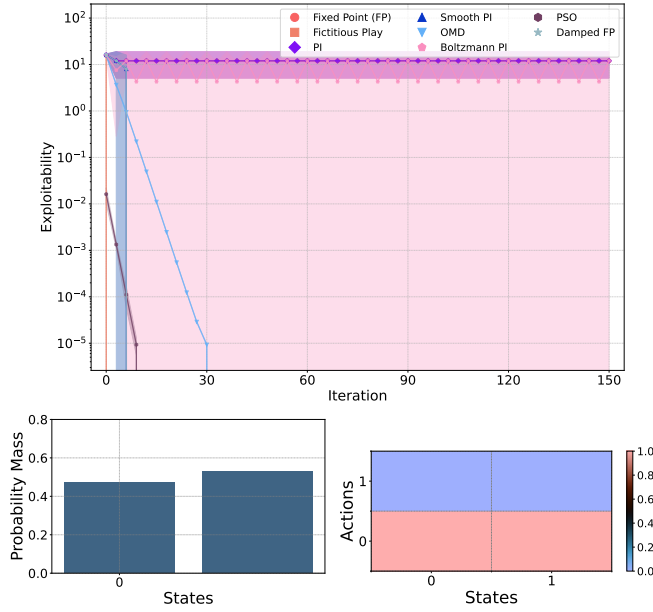 10²
10¹
10⁰
10⁻¹
10⁻²
10⁻³
10⁻⁴
10⁻⁵
Exploitability
Fixed Point (FP)
Fictitious Play
PI
Smooth PI
OMD
Boltzmann PI
PSO
Damped FP
0 30 60 90 120 150
Iteration
0.8
0.6
0.4
0.2
0.0
Probability Mass
0
States
1
0
Actions
0 1
States
1.0
0.8
0.6
0.4
0.2
0.0